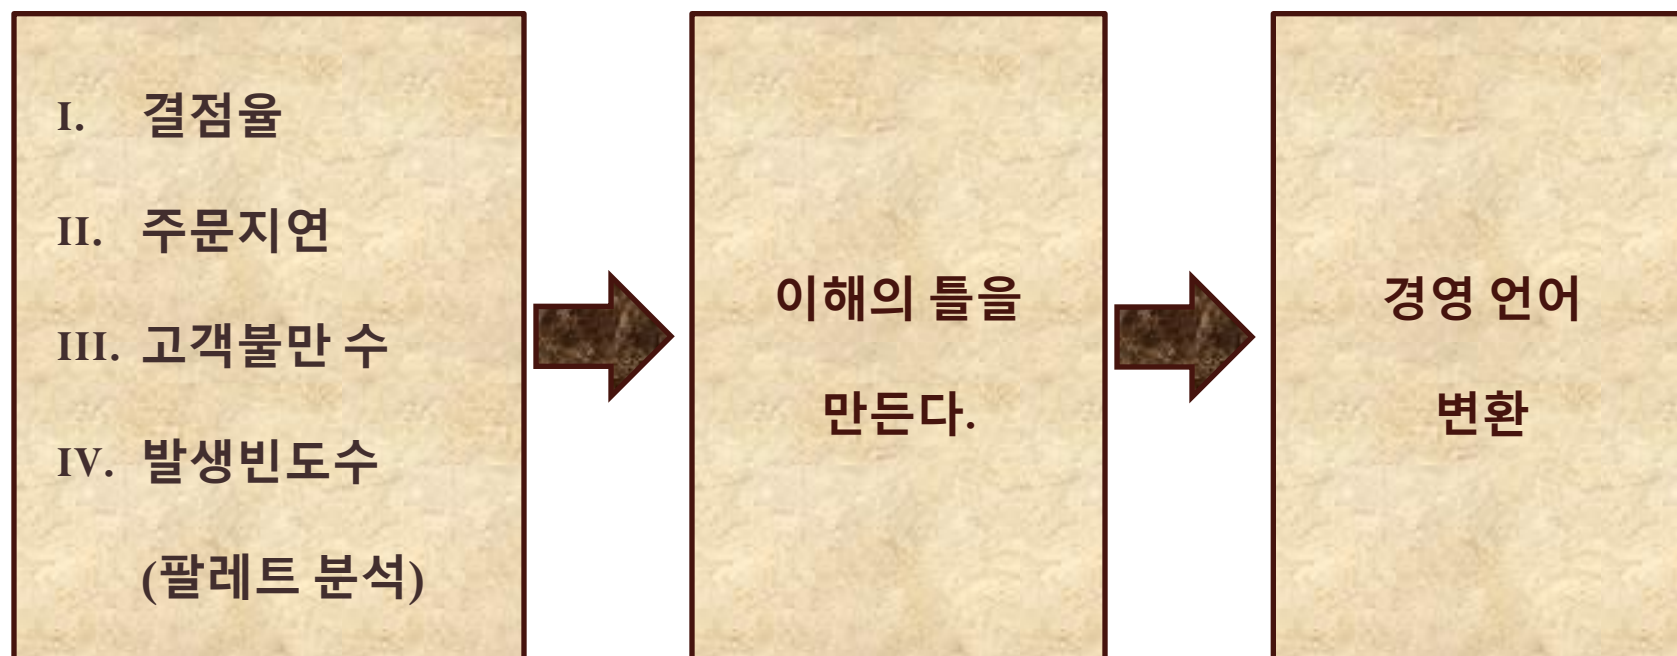 I. 결점율
II. 주문지연
III. 고객불만 수
IV. 발생빈도수
(팔레트 분석)
이해의 틀을
만든다.
경영 언어
변환